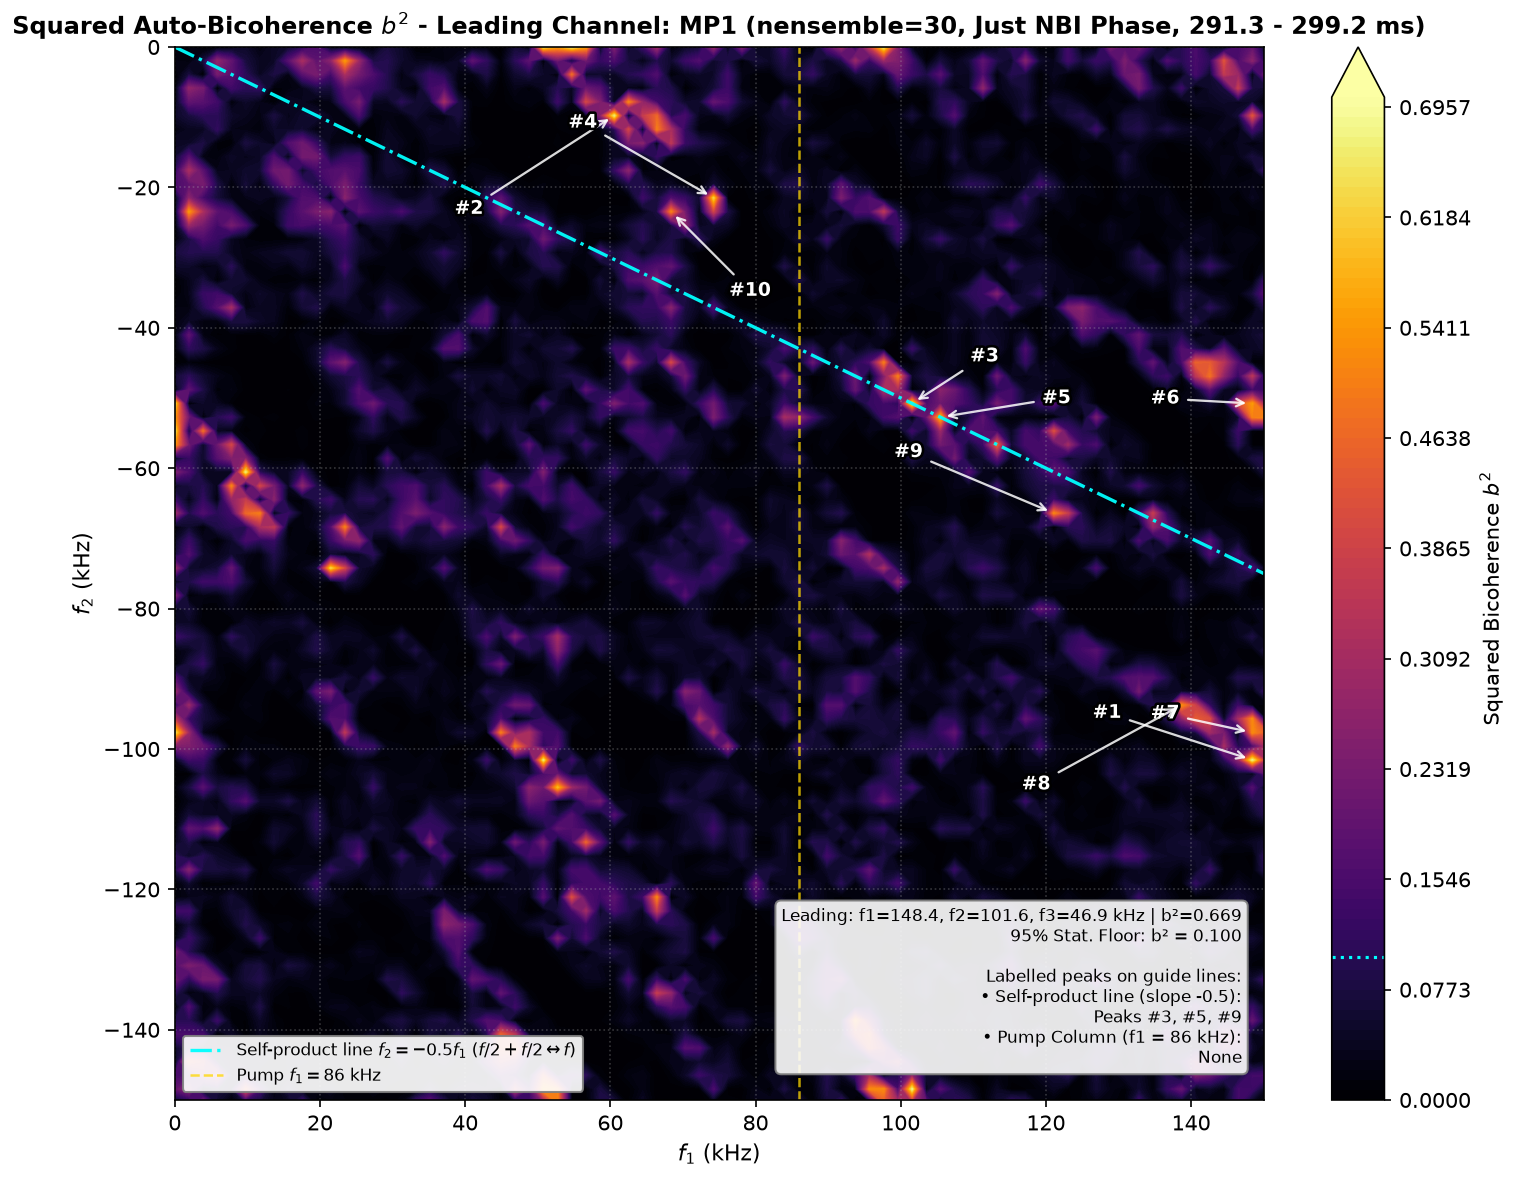 Squared Auto-Bicoherence b² - Leading Channel: MP1 (nensemble=30, Just NBI Phase, 291.3 - 299.2 ms)
0
−20
−40
−60
−80
−100
−120
−140
f₂ (kHz)
#4
#2
#10
#3
#5
#6
#9
#1
#7
#8
Leading: f1=148.4, f2=101.6, f3=46.9 kHz | b²=0.669
95% Stat. Floor: b² = 0.100
Labelled peaks on guide lines:
• Self-product line (slope -0.5):
Peaks #3, #5, #9
• Pump Column (f1 = 86 kHz):
None
Self-product line f₂ = −0.5f₁ (f/2 + f/2 ↔ f)
Pump f₁ = 86 kHz
0
20
40
60
80
100
120
140
f₁ (kHz)
0.6957
0.6184
0.5411
0.4638
0.3865
0.3092
0.2319
0.1546
0.0773
0.0000
Squared Bicoherence b²